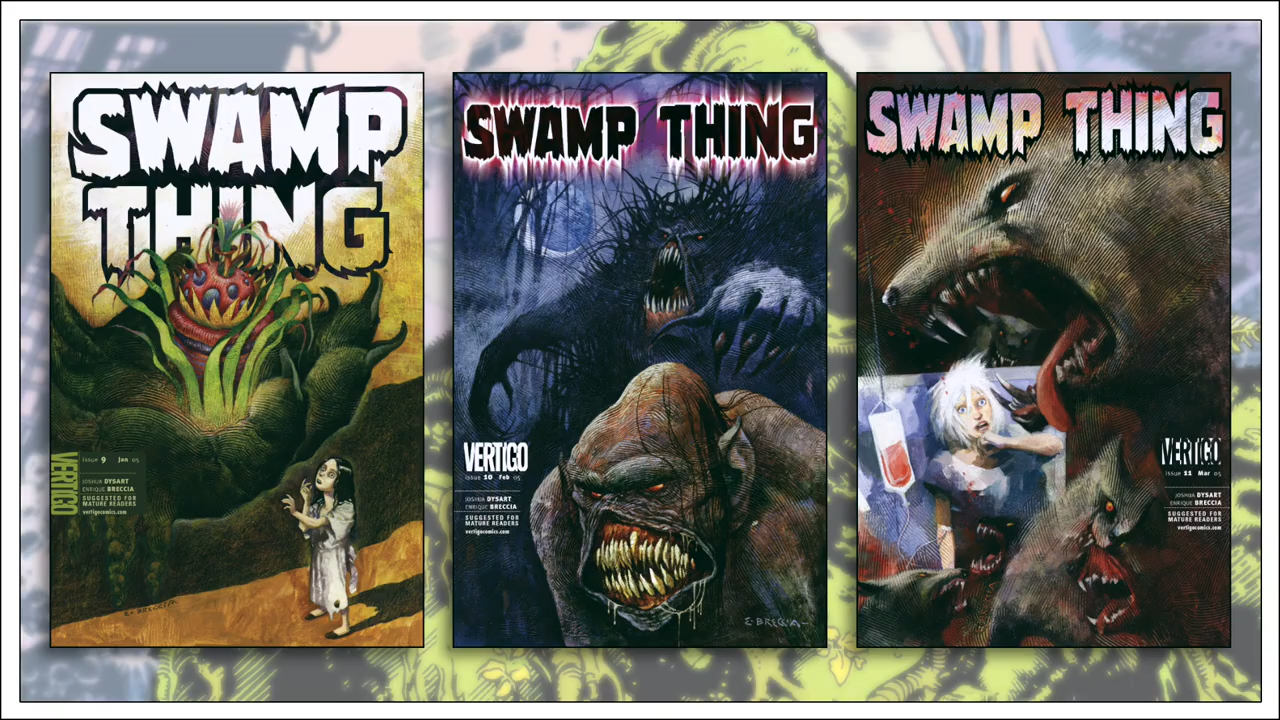 SWAMP
THING
VERTIGO
issue 9 Jan 05
JOSHUA DYSART
ENRIQUE BRECCIA
SUGGESTED FOR
MATURE READERS
vertigocomics.com
E. BRECCIA
SWAMP THING
VERTIGO
issue 10 Feb 05
JOSHUA DYSART
ENRIQUE BRECCIA
SUGGESTED FOR
MATURE READERS
vertigocomics.com
E. BRECCIA
SWAMP THING
VERTIGO
issue 11 Mar 05
JOSHUA DYSART
ENRIQUE BRECCIA
SUGGESTED FOR
MATURE READERS
vertigocomics.com